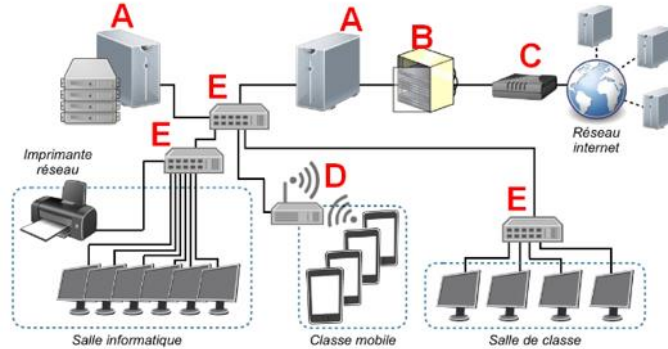 A
A
B
C
E
E
D
E
Réseau
internet
Imprimante
réseau
Salle informatique
Classe mobile
Salle de classe